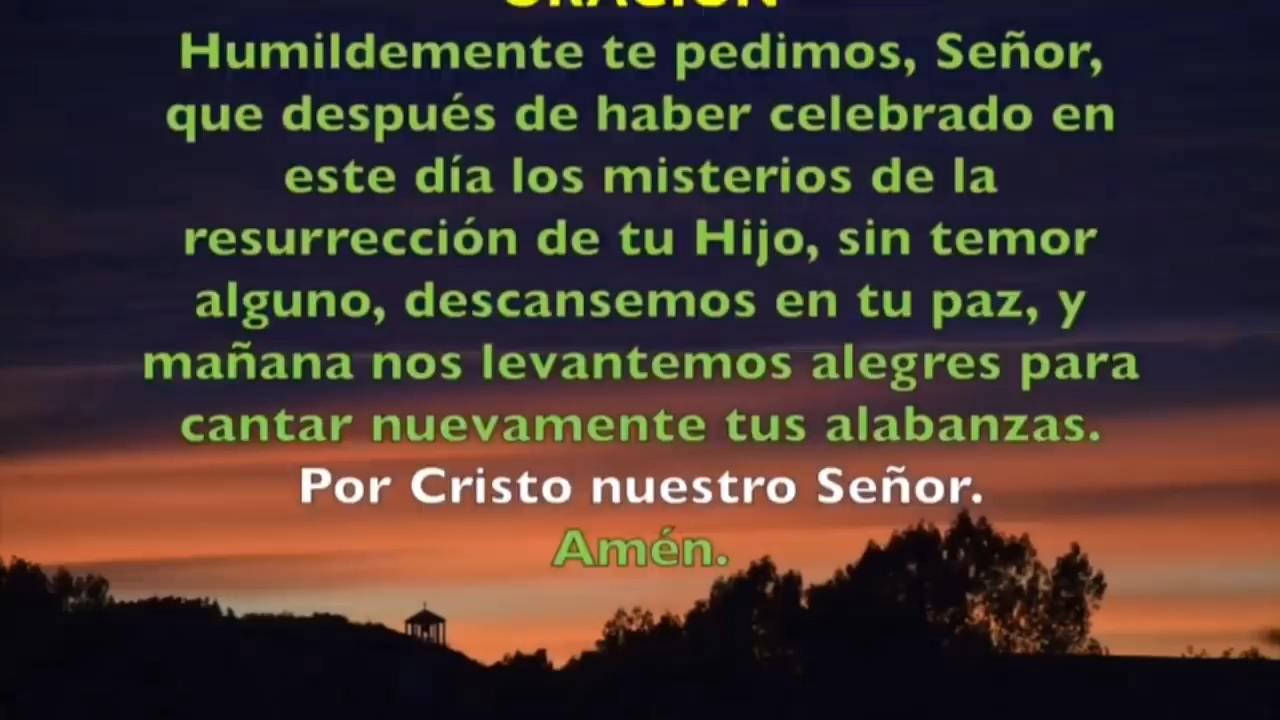 ORACIÓN
Humildemente te pedimos, Señor,
que después de haber celebrado en
este día los misterios de la
resurrección de tu Hijo, sin temor
alguno, descansemos en tu paz, y
mañana nos levantemos alegres para
cantar nuevamente tus alabanzas.
Por Cristo nuestro Señor.
Amén.